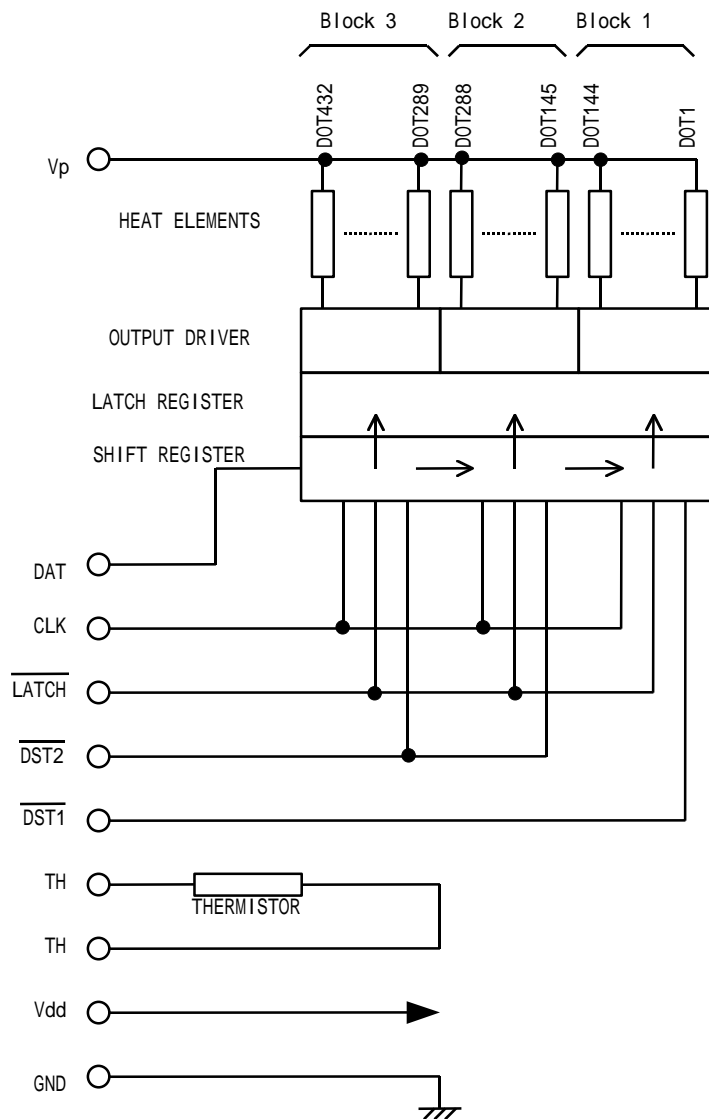 Block 3 Block 2 Block 1
DOT432 DOT289 DOT288 DOT145 DOT144 DOT1
Vp
HEAT ELEMENTS
OUTPUT DRIVER
LATCH REGISTER
SHIFT REGISTER
DAT
CLK
LATCH
DST2
DST1
TH
THERMISTOR
TH
Vdd
GND